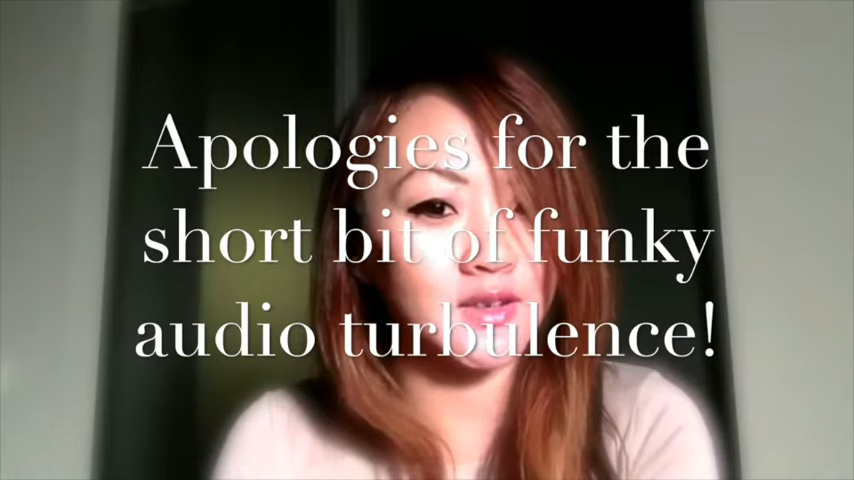 Apologies for the
short bit of funky
audio turbulence!